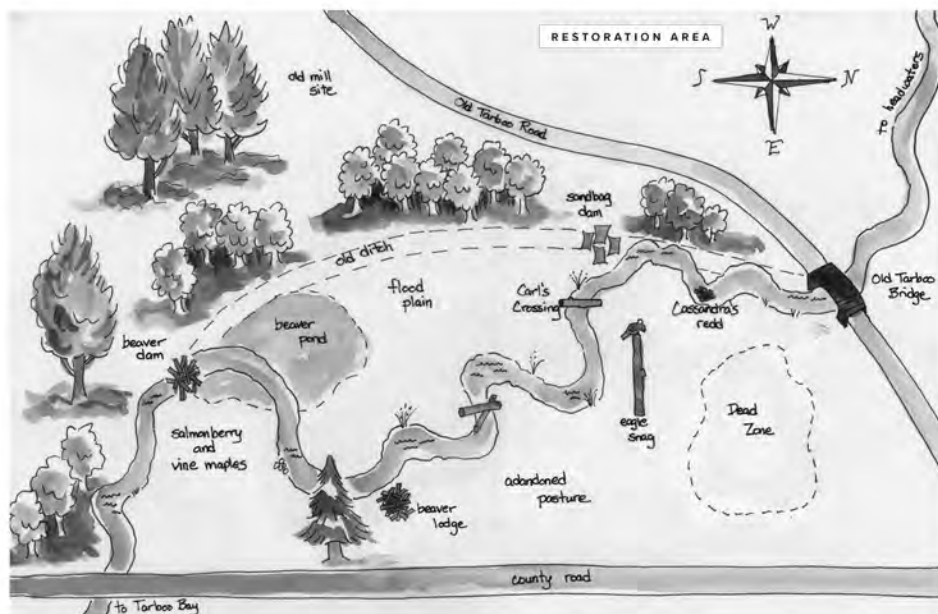 RESTORATION AREA
W
S
N
E
to headwaters
old mill
site
Old Tarboo Road
sandbag
dam
old ditch
Old Tarboo
Bridge
flood
plain
Carl's
Crossing
Cassandra's
redd
beaver
pond
beaver
dam
Dead
Zone
eagle
snag
salmonberry
and
vine maples
abandoned
pasture
beaver
lodge
county road
to Tarboo Bay